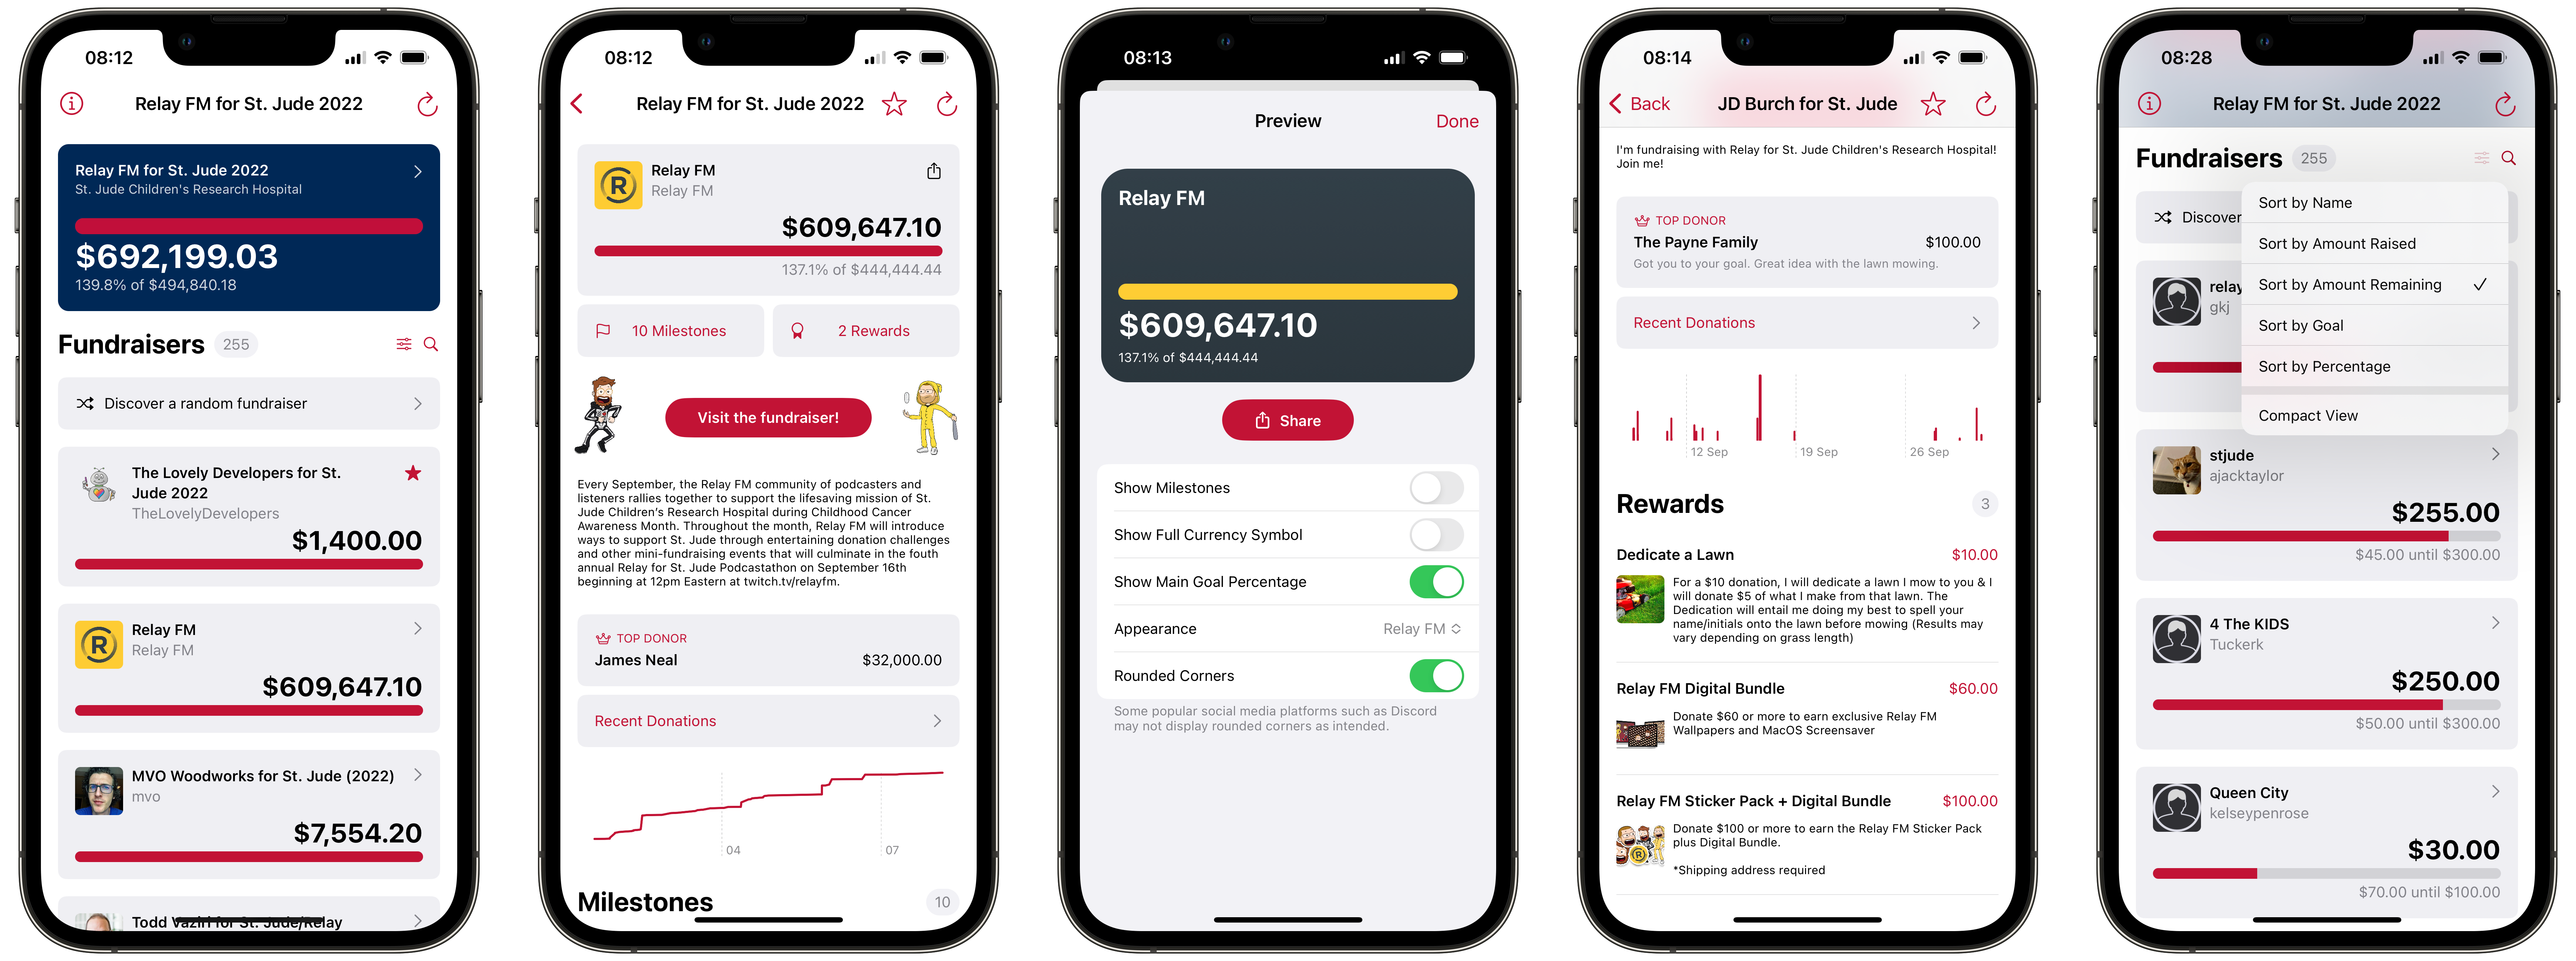 08:12
Relay FM for St. Jude 2022
Relay FM for St. Jude 2022
St. Jude Children's Research Hospital
$692,199.03
139.8% of $494,840.18
Fundraisers 255
Discover a random fundraiser
The Lovely Developers for St.
Jude 2022
TheLovelyDevelopers
$1,400.00
R
Relay FM
Relay FM
$609,647.10
MVO Woodworks for St. Jude (2022)
mvo
$7,554.20
Todd Vaziri for St. Jude/Relay
08:12
Relay FM for St. Jude 2022
R
Relay FM
Relay FM
$609,647.10
137.1% of $444,444.44
10 Milestones
2 Rewards
Visit the fundraiser!
Every September, the Relay FM community of podcasters and
listeners rallies together to support the lifesaving mission of St.
Jude Children's Research Hospital during Childhood Cancer
Awareness Month. Throughout the month, Relay FM will introduce
ways to support St. Jude through entertaining donation challenges
and other mini-fundraising events that will culminate in the fouth
annual Relay for St. Jude Podcastathon on September 16th
beginning at 12pm Eastern at twitch.tv/relayfm.
TOP DONOR
James Neal $32,000.00
Recent Donations
04 07
Milestones 10
08:13
Preview Done
Relay FM
$609,647.10
137.1% of $444,444.44
Share
Show Milestones
Show Full Currency Symbol
Show Main Goal Percentage
Appearance Relay FM
Rounded Corners
Some popular social media platforms such as Discord
may not display rounded corners as intended.
08:14
Back JD Burch for St. Jude
I'm fundraising with Relay for St. Jude Children's Research Hospital!
Join me!
TOP DONOR
The Payne Family $100.00
Got you to your goal. Great idea with the lawn mowing.
Recent Donations
12 Sep 19 Sep 26 Sep
Rewards 3
Dedicate a Lawn $10.00
For a $10 donation, I will dedicate a lawn I mow to you & I
will donate $5 of what I make from that lawn. The
Dedication will entail me doing my best to spell your
name/initials onto the lawn before mowing (Results may
vary depending on grass length)
Relay FM Digital Bundle $60.00
Donate $60 or more to earn exclusive Relay FM
Wallpapers and MacOS Screensaver
Relay FM Sticker Pack + Digital Bundle $100.00
Donate $100 or more to earn the Relay FM Sticker Pack
plus Digital Bundle.
*Shipping address required
08:28
Relay FM for St. Jude 2022
Fundraisers 255
Discover
relay
gkj
Sort by Name
Sort by Amount Raised
Sort by Amount Remaining
Sort by Goal
Sort by Percentage
Compact View
stjude
ajacktaylor
$255.00
$45.00 until $300.00
4 The KIDS
Tuckerk
$250.00
$50.00 until $300.00
Queen City
kelseypenrose
$30.00
$70.00 until $100.00